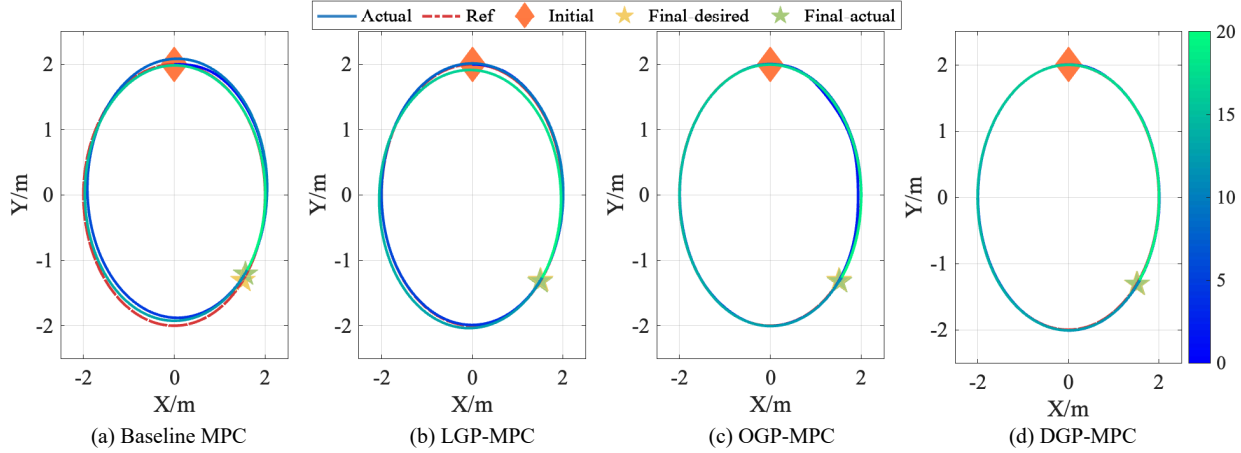 Actual Ref Initial Final-desired Final-actual
Y/m
2
1
0
-1
-2
-2 0 2
X/m
(a) Baseline MPC
Y/m
2
1
0
-1
-2
-2 0 2
X/m
(b) LGP-MPC
Y/m
2
1
0
-1
-2
-2 0 2
X/m
(c) OGP-MPC
Y/m
2
1
0
-1
-2
-2 0 2
X/m
(d) DGP-MPC
20
15
10
5
0